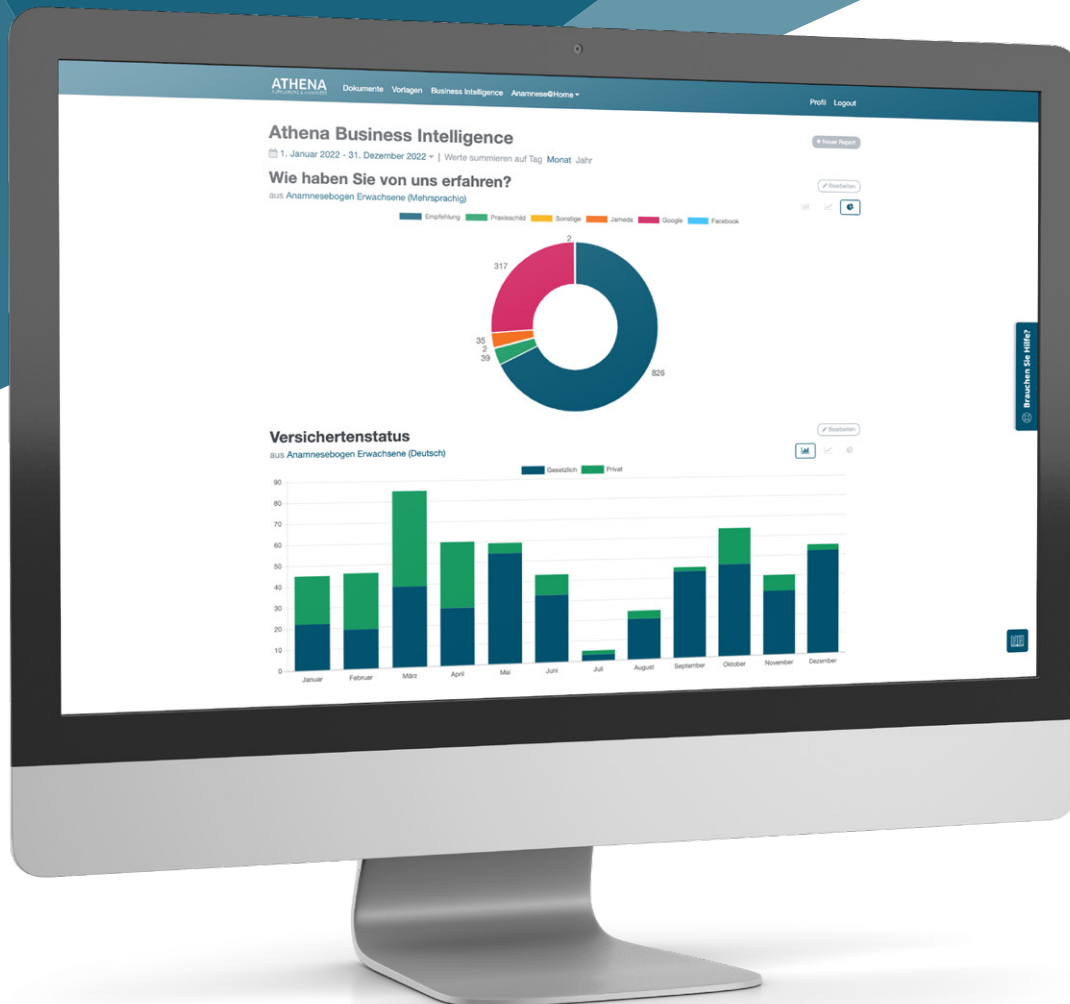 ATHENA Dokumente Vorlagen Business Intelligence Anamnese@Home Profil Logout
Athena Business Intelligence
+ Neuer Report
1. Januar 2022 - 31. Dezember 2022 | Werte summieren auf Tag Monat Jahr
Wie haben Sie von uns erfahren?
Bearbeiten
aus Anamnesebogen Erwachsene (Mehrsprachig)
Empfehlung Praxisschild Sonstige Jameda Google Facebook
2
317
35
2
39
826
Brauchen Sie Hilfe?
Versichertenstatus
Bearbeiten
aus Anamnesebogen Erwachsene (Deutsch)
Gesetzlich Privat
90
80
70
60
50
40
30
20
10
0
Januar Februar März April Mai Juni Juli August September Oktober November Dezember